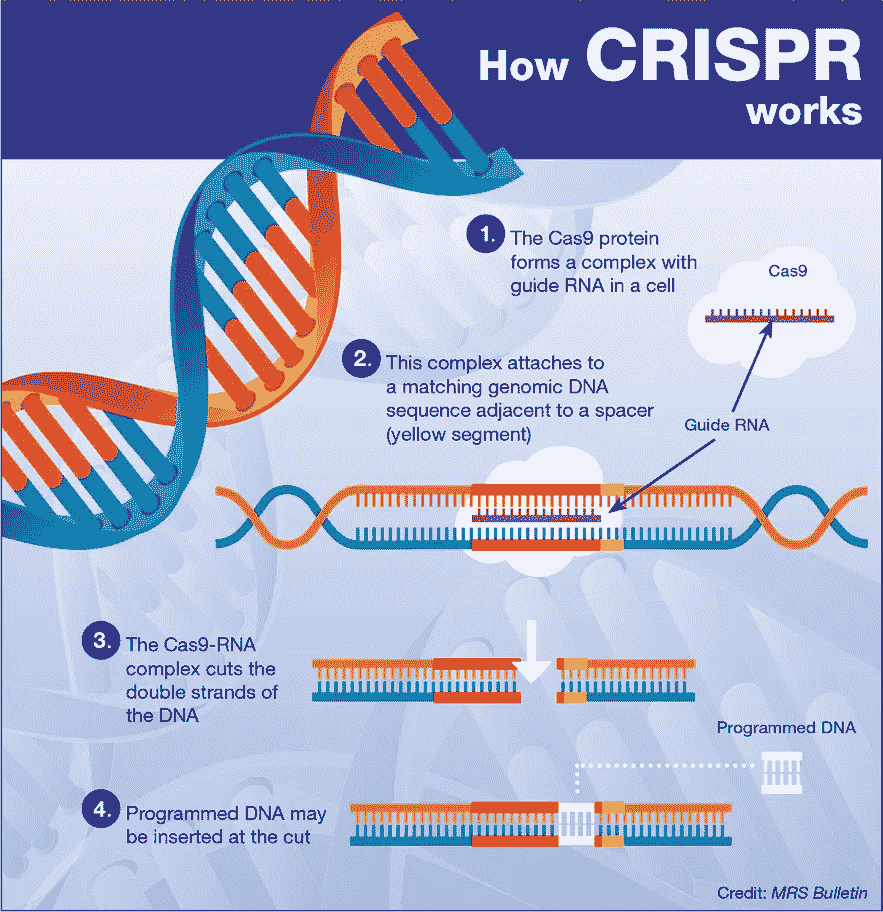 How CRISPR
works
1. The Cas9 protein
forms a complex with
guide RNA in a cell
Cas9
2. This complex attaches to
a matching genomic DNA
sequence adjacent to a spacer
(yellow segment)
Guide RNA
3. The Cas9-RNA
complex cuts the
double strands of
the DNA
Programmed DNA
4. Programmed DNA may
be inserted at the cut
Credit: MRS Bulletin